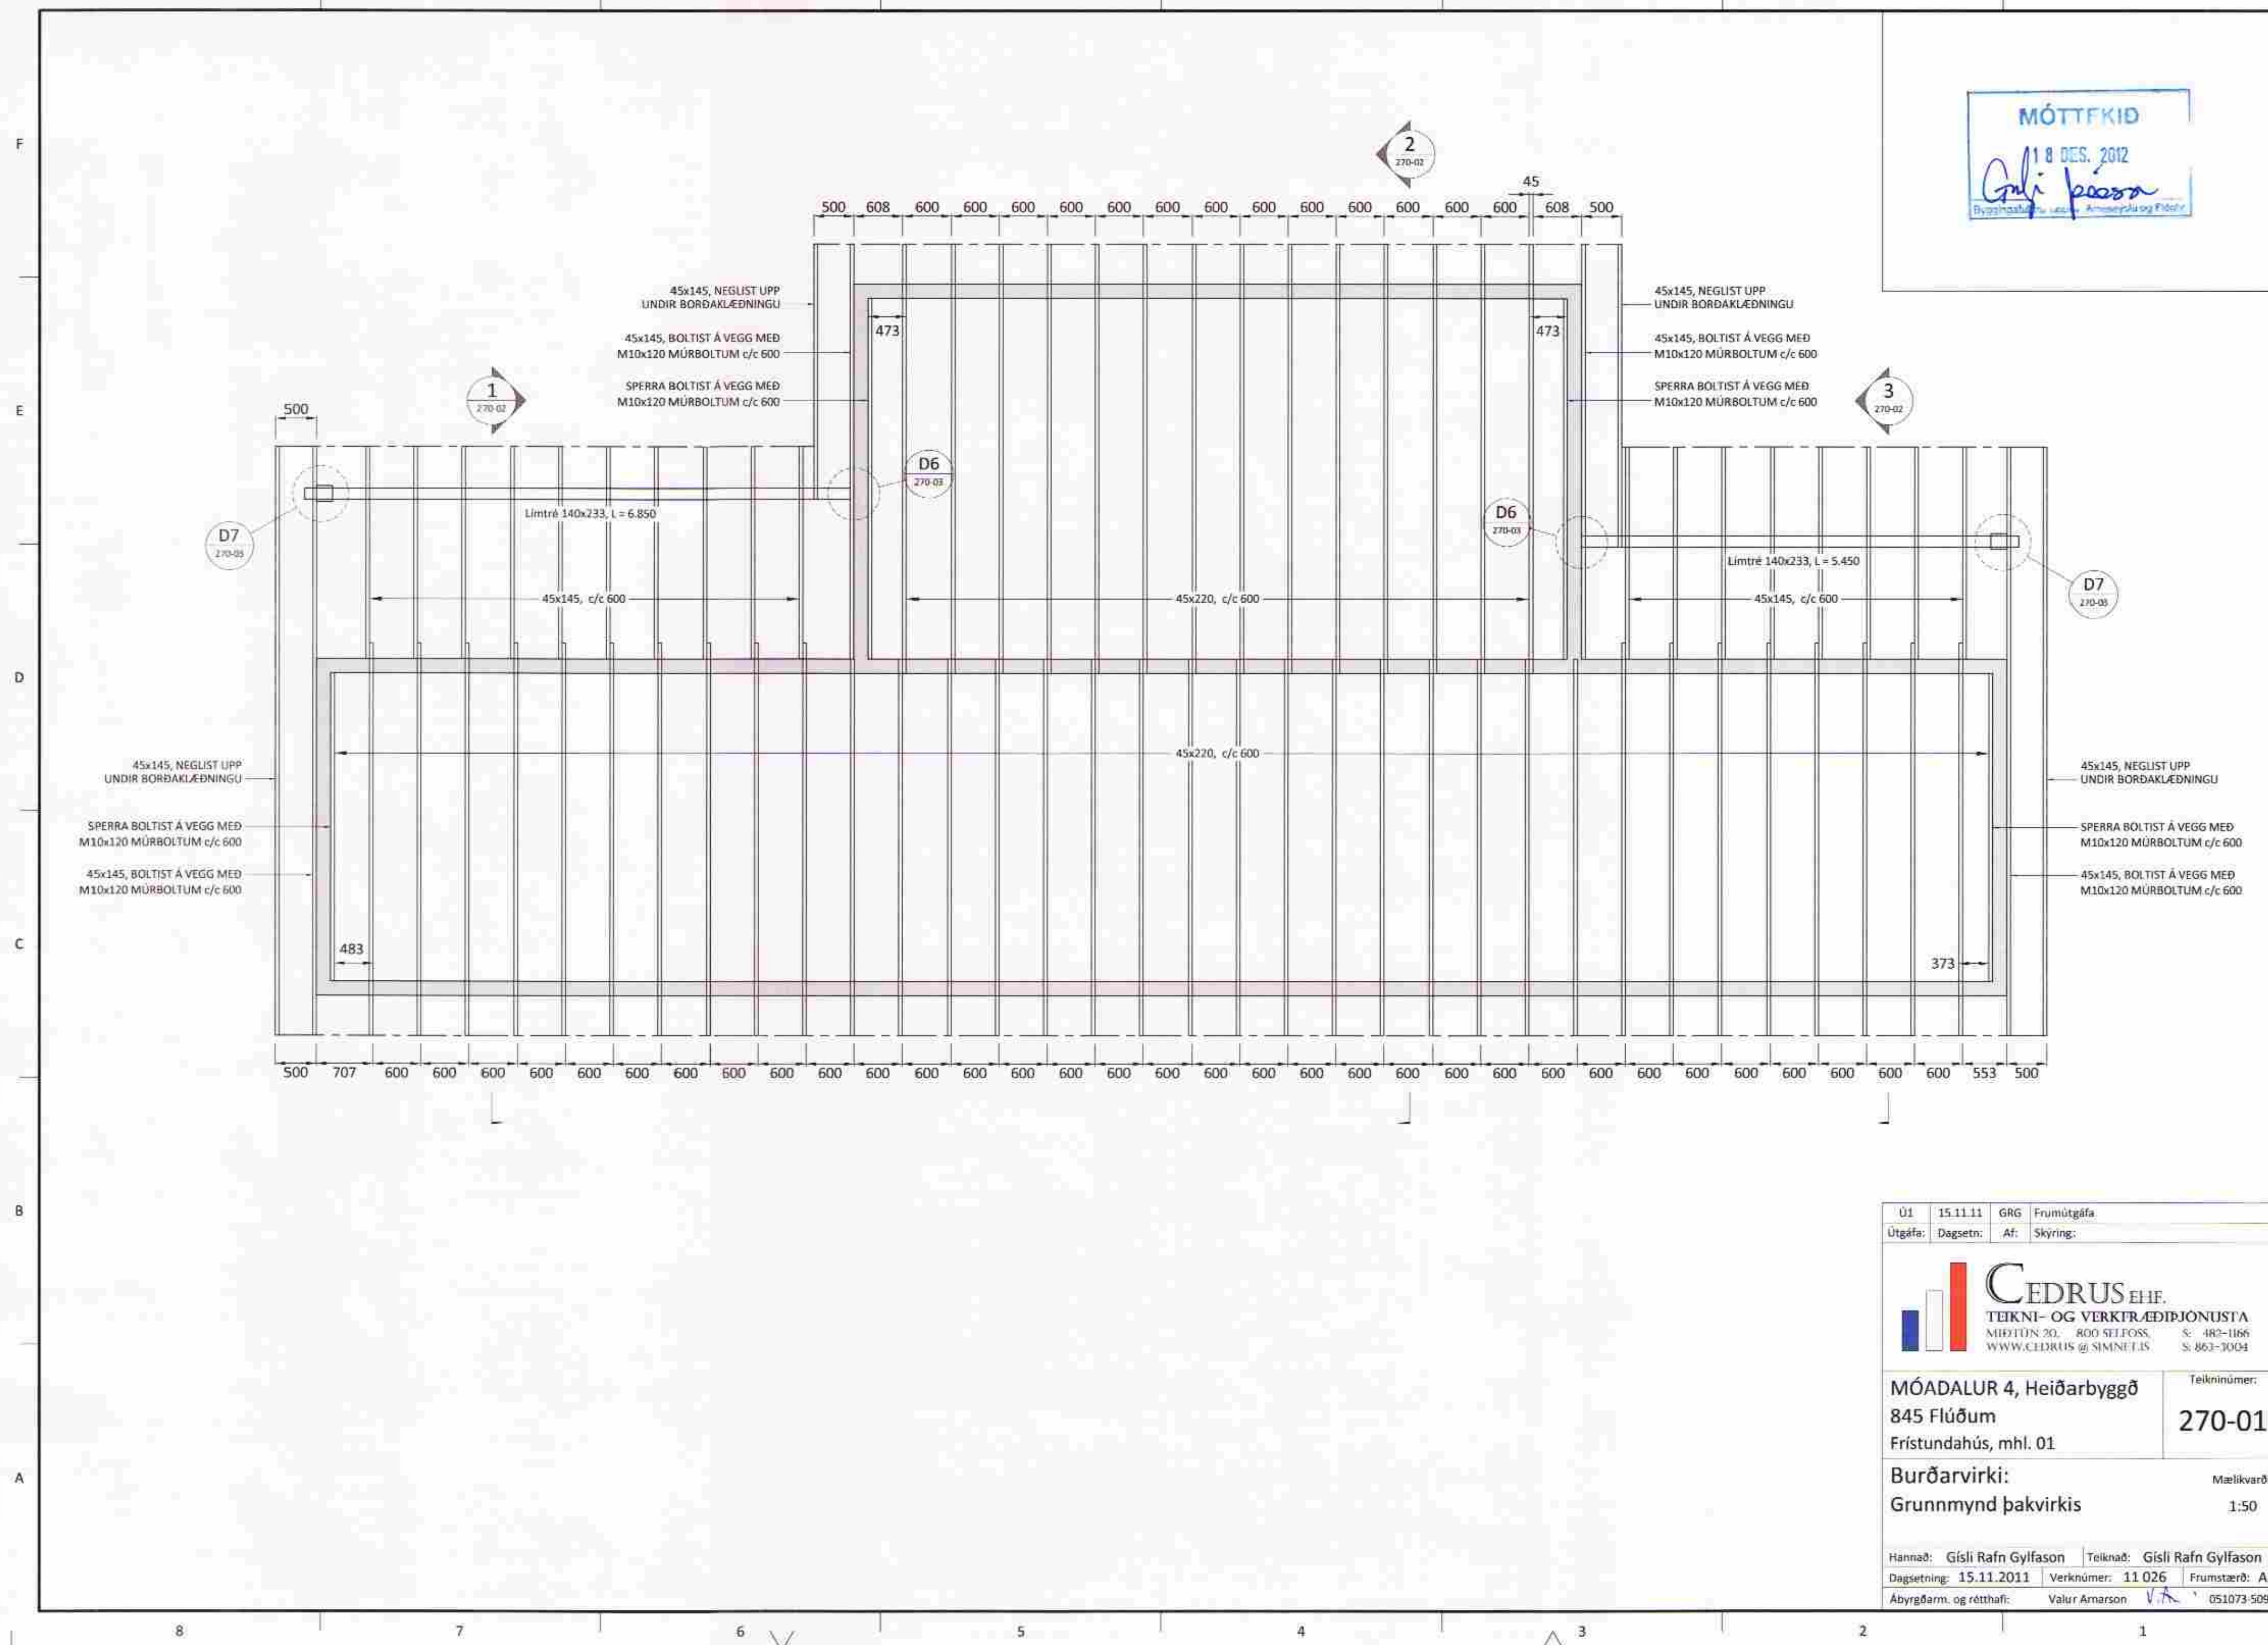 MÓTTEKIÐ
18 DES. 2012
F
E
D
C
B
A
2
270-02
45
500 608 600 600 600 600 600 600 600 600 600 600 600 600 600 608 500
45x145, NEGLIST UPP
UNDIR BORÐAKLÆÐNINGU
45x145, BOLTIST Á VEGG MEÐ
M10x120 MÚRBOLTUM c/c 600
SPERRA BOLTIST Á VEGG MEÐ
M10x120 MÚRBOLTUM c/c 600
473
473
45x145, NEGLIST UPP
UNDIR BORÐAKLÆÐNINGU
45x145, BOLTIST Á VEGG MEÐ
M10x120 MÚRBOLTUM c/c 600
SPERRA BOLTIST Á VEGG MEÐ
M10x120 MÚRBOLTUM c/c 600
1
270-02
3
270-02
500
D6
270-03
D7
270-03
Límtré 140x233, L = 6.850
D6
270-03
Límtré 140x233, L = 5.450
D7
270-03
45x145, c/c 600
45x220, c/c 600
45x145, c/c 600
45x220, c/c 600
45x145, NEGLIST UPP
UNDIR BORÐAKLÆÐNINGU
SPERRA BOLTIST Á VEGG MEÐ
M10x120 MÚRBOLTUM c/c 600
45x145, BOLTIST Á VEGG MEÐ
M10x120 MÚRBOLTUM c/c 600
45x145, NEGLIST UPP
UNDIR BORÐAKLÆÐNINGU
SPERRA BOLTIST Á VEGG MEÐ
M10x120 MÚRBOLTUM c/c 600
45x145, BOLTIST Á VEGG MEÐ
M10x120 MÚRBOLTUM c/c 600
483
373
500 707 600 600 600 600 600 600 600 600 600 600 600 600 600 600 600 600 600 600 600 600 600 600 600 600 600 600 600 600 600 600 600 600 553 500
Ú1 15.11.11 GRG Frumútgáfa
Útgáfa: Dagsetn: Af: Skýring:
CEDRUS EHF.
TEIKNI- OG VERKFRÆÐIÞJÓNUSTA
MIÐTÚN 20, 800 SELFOSS, S: 482-1166
WWW.CEDRUS @ SIMNET.IS S: 863-1004
MÓADALUR 4, Heiðarbyggð
845 Flúðum
Frístundahús, mhl. 01
Teikninúmer:
270-01
Burðarvirki:
Grunnmynd þakvirkis
Mælikvarð
1:50
Hannað: Gísli Rafn Gylfason Teiknað: Gísli Rafn Gylfason
Dagsetning: 15.11.2011 Verknúmer: 11 026 Frumstærð: A
Ábyrgðarm. og rétthafi: Valur Arnarson V.A. 051073-509
8 7 6 5 4 3 2 1